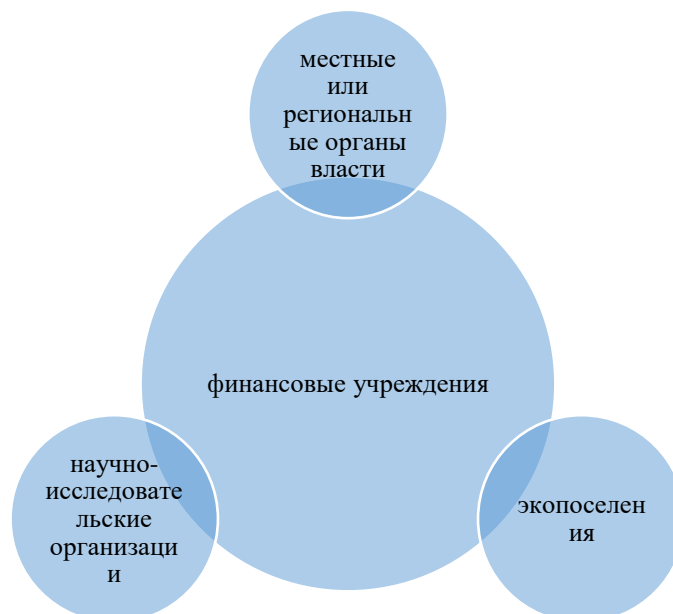 местные
или
региональн
ые органы
власти
финансовые учреждения
научно-
исследовате
льские
организаци
и
экопоселен
ия